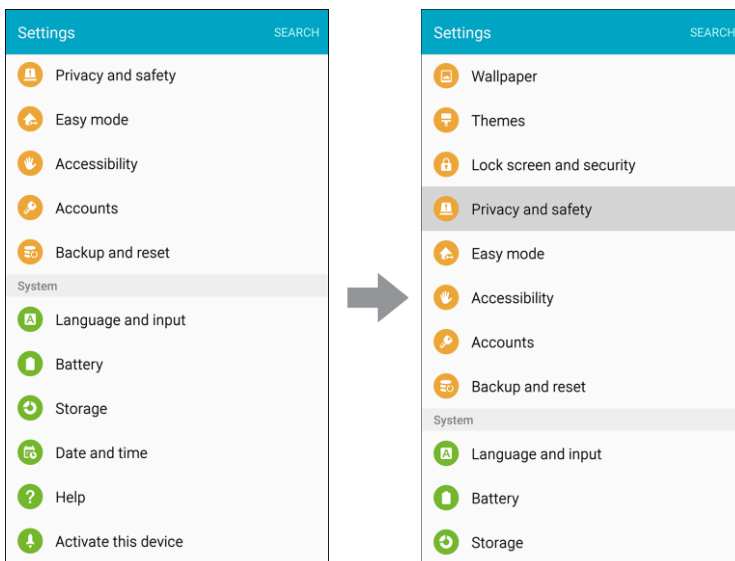 Settings SEARCH
Privacy and safety
Easy mode
Accessibility
Accounts
Backup and reset
System
Language and input
Battery
Storage
Date and time
Help
Activate this device
Settings SEARCH
Wallpaper
Themes
Lock screen and security
Privacy and safety
Easy mode
Accessibility
Accounts
Backup and reset
System
Language and input
Battery
Storage